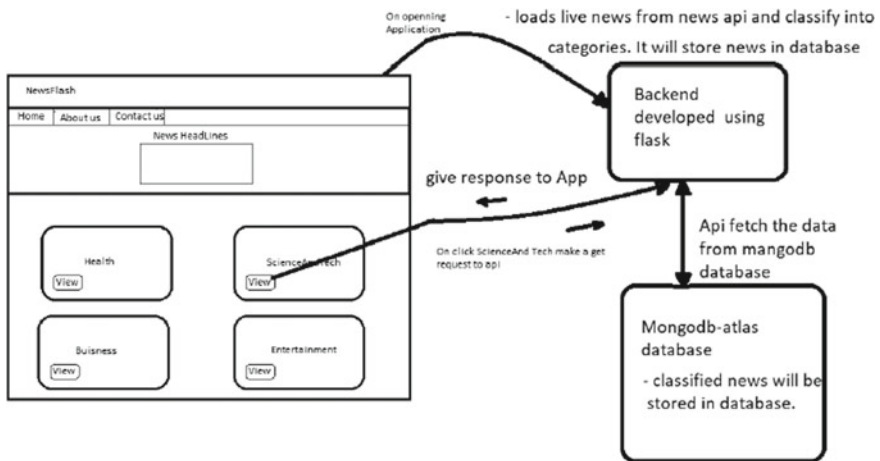 On openning
Application
- loads live news from news api and classify into
categories. It will store news in database
NewsFlash
Home About us Contact us
News HeadLines
Backend
developed using
flask
give response to App
On click ScienceAnd Tech make a get
request to api
Api fetch the data
from mangodb
database
Health
View
ScienceAndTech
View
Buisness
View
Entertainment
View
Mongodb-atlas
database
- classified news will be
stored in database.